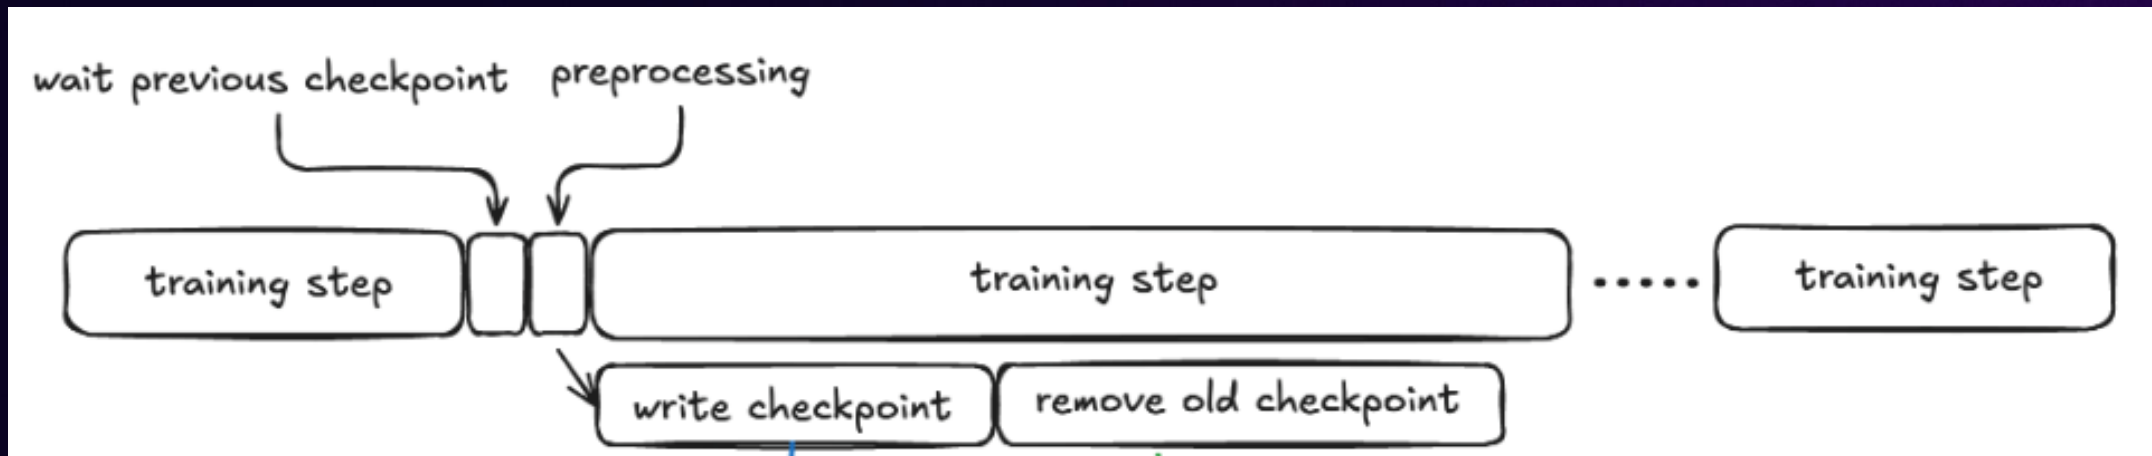 wait previous checkpoint
preprocessing
training step
training step
training step
write checkpoint
remove old checkpoint